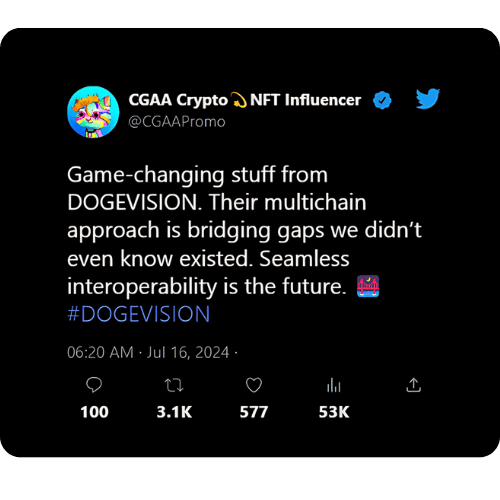 CGAA Crypto 💫 NFT Influencer
@CGAAPromo
Game-changing stuff from
DOGEVISION. Their multichain
approach is bridging gaps we didn’t
even know existed. Seamless
interoperability is the future. 🌉
#DOGEVISION
06:20 AM · Jul 16, 2024 ·
100 3.1K 577 53K